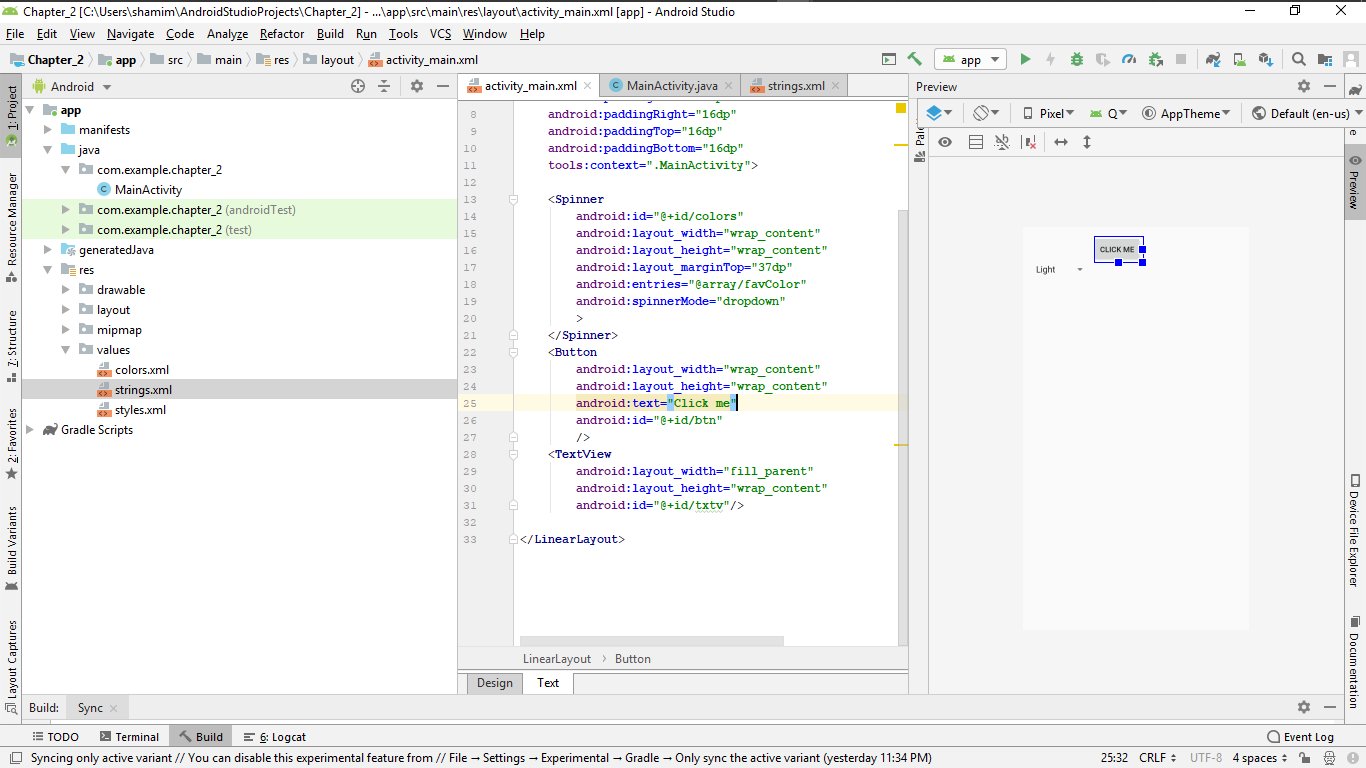 Chapter_2 [C:\Users\shamim\AndroidStudioProjects\Chapter_2] - ...\app\src\main\res\layout\activity_main.xml [app] - Android Studio
File Edit View Navigate Code Analyze Refactor Build Run Tools VCS Window Help
Chapter_2 app src main res layout activity_main.xml
app
1: Project
Resource Manager
7: Structure
2: Favorites
Build Variants
Layout Captures
Android
app
manifests
java
com.example.chapter_2
MainActivity
com.example.chapter_2 (androidTest)
com.example.chapter_2 (test)
generatedJava
res
drawable
layout
mipmap
values
colors.xml
strings.xml
styles.xml
Gradle Scripts
activity_main.xml MainActivity.java strings.xml
8 android:paddingRight="16dp"
9 android:paddingTop="16dp"
10 android:paddingBottom="16dp"
11 tools:context=".MainActivity">
12
13 <Spinner
14 android:id="@+id/colors"
15 android:layout_width="wrap_content"
16 android:layout_height="wrap_content"
17 android:layout_marginTop="37dp"
18 android:entries="@array/favColor"
19 android:spinnerMode="dropdown"
20 >
21 </Spinner>
22 <Button
23 android:layout_width="wrap_content"
24 android:layout_height="wrap_content"
25 android:text="Click me"
26 android:id="@+id/btn"
27 />
28 <TextView
29 android:layout_width="fill_parent"
30 android:layout_height="wrap_content"
31 android:id="@+id/txtv"/>
32
33 </LinearLayout>
LinearLayout › Button
Design Text
Preview
Pixel Q AppTheme Default (en-us)
CLICK ME
Light
Preview
Device File Explorer
Documentation
Build: Sync
TODO Terminal Build 6: Logcat Event Log
Syncing only active variant // You can disable this experimental feature from // File → Settings → Experimental → Gradle → Only sync the active variant (yesterday 11:34 PM) 25:32 CRLF UTF-8 4 spaces